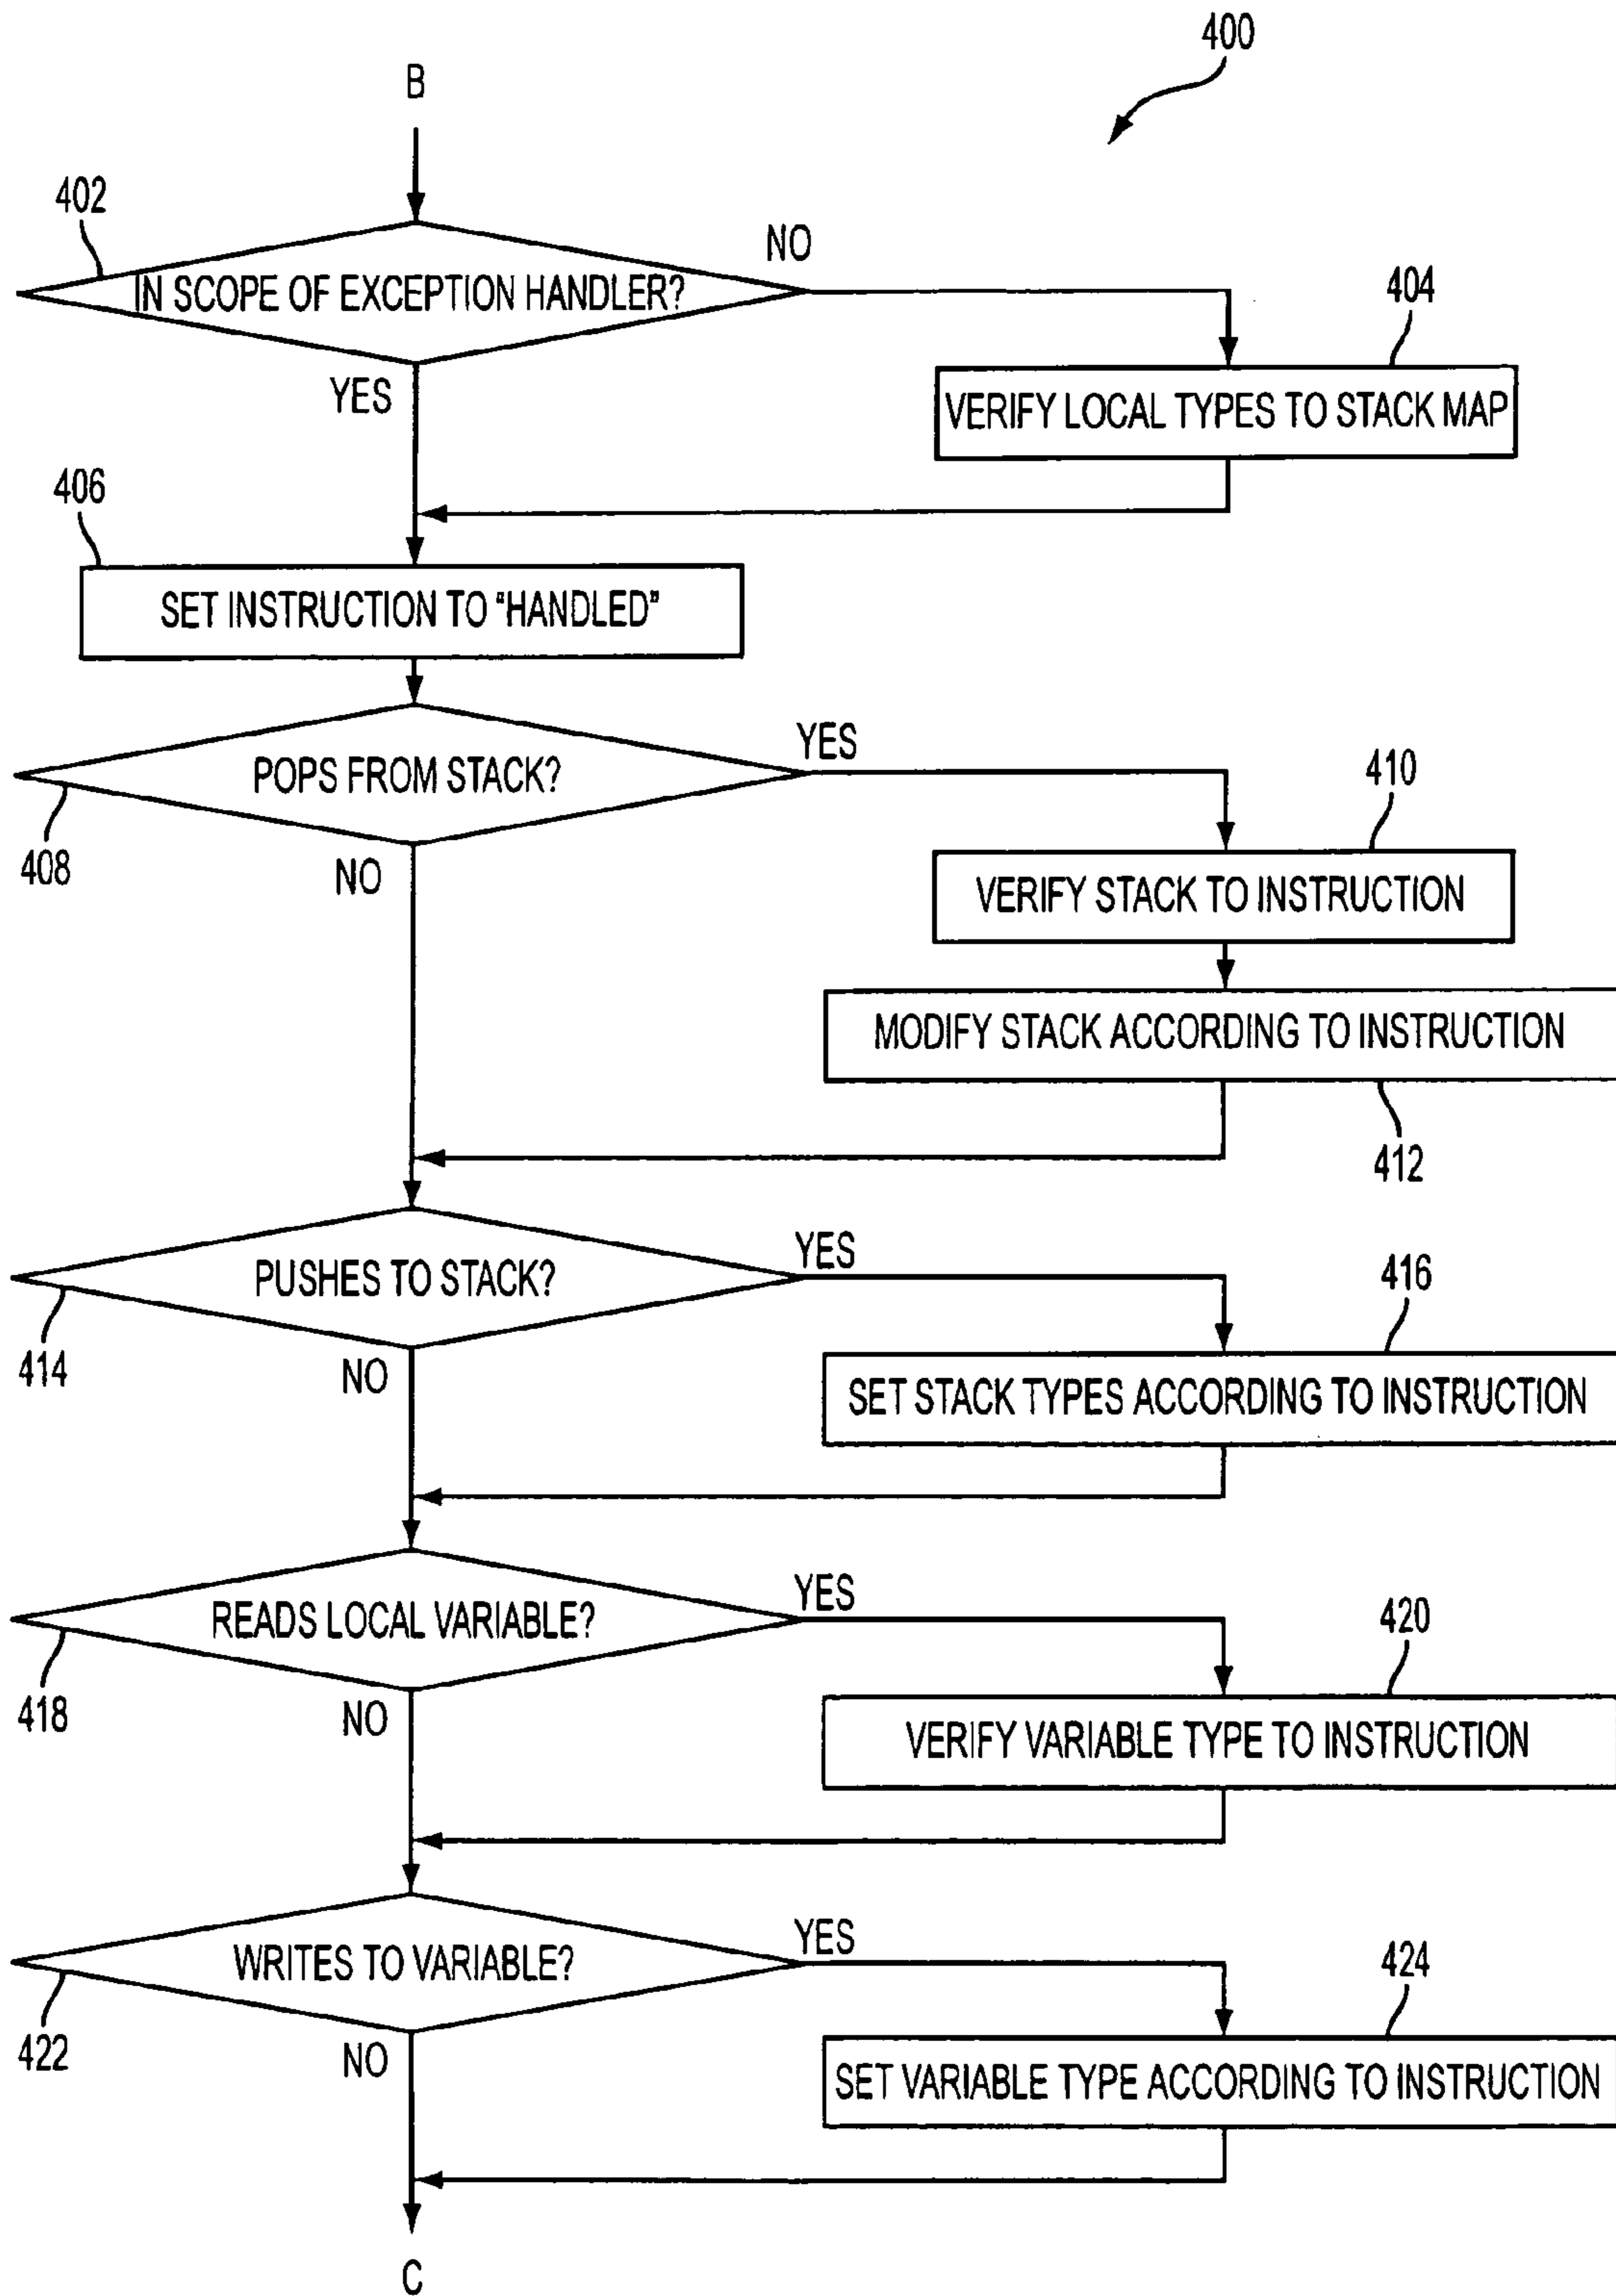 400
B
402
NO
IN SCOPE OF EXCEPTION HANDLER?
404
YES
VERIFY LOCAL TYPES TO STACK MAP
406
SET INSTRUCTION TO "HANDLED"
YES
POPS FROM STACK?
410
408
NO
VERIFY STACK TO INSTRUCTION
MODIFY STACK ACCORDING TO INSTRUCTION
412
YES
PUSHES TO STACK?
416
414
NO
SET STACK TYPES ACCORDING TO INSTRUCTION
YES
READS LOCAL VARIABLE?
420
418
NO
VERIFY VARIABLE TYPE TO INSTRUCTION
YES
WRITES TO VARIABLE?
424
422
NO
SET VARIABLE TYPE ACCORDING TO INSTRUCTION
C